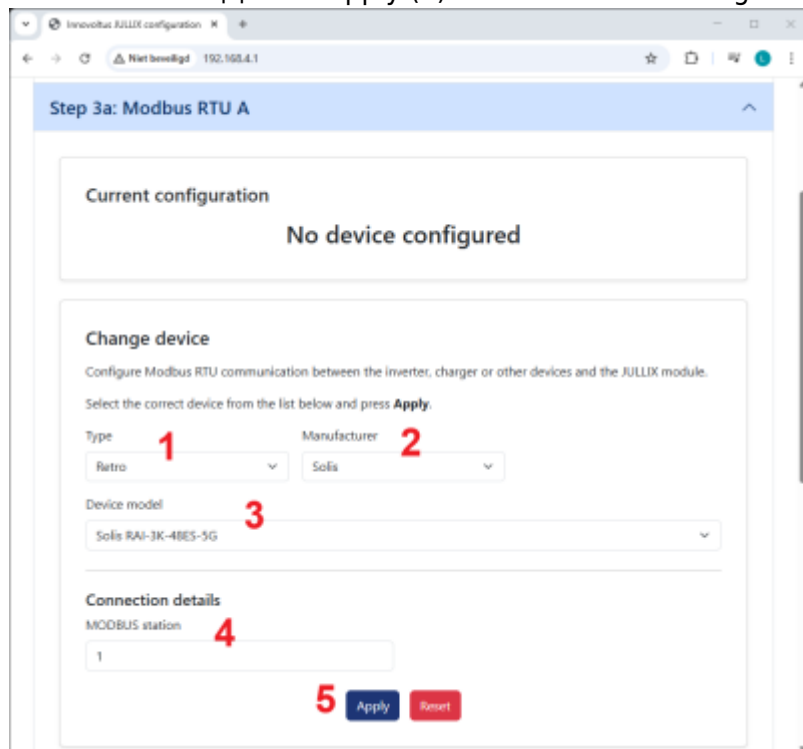 Innovoltus JULLIX configuration
Niet beveiligd 192.168.4.1
L
Step 3a: Modbus RTU A
Current configuration
No device configured
Change device
Configure Modbus RTU communication between the inverter, charger or other devices and the JULLIX module.
Select the correct device from the list below and press Apply.
Type 1 Manufacturer 2
Retro Solis
Device model 3
Solis RAI-3K-48ES-5G
Connection details
MODBUS station 4
1
5 Apply Reset